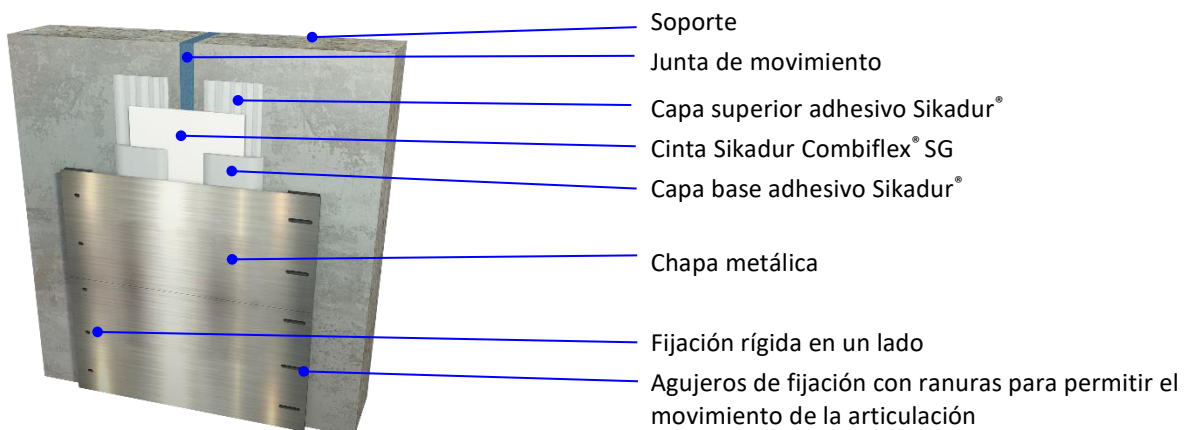 Soporte
Junta de movimiento
Capa superior adhesivo Sikadur®
Cinta Sikadur Combiflex® SG
Capa base adhesivo Sikadur®
Chapa metálica
Fijación rígida en un lado
Agujeros de fijación con ranuras para permitir el
movimiento de la articulación